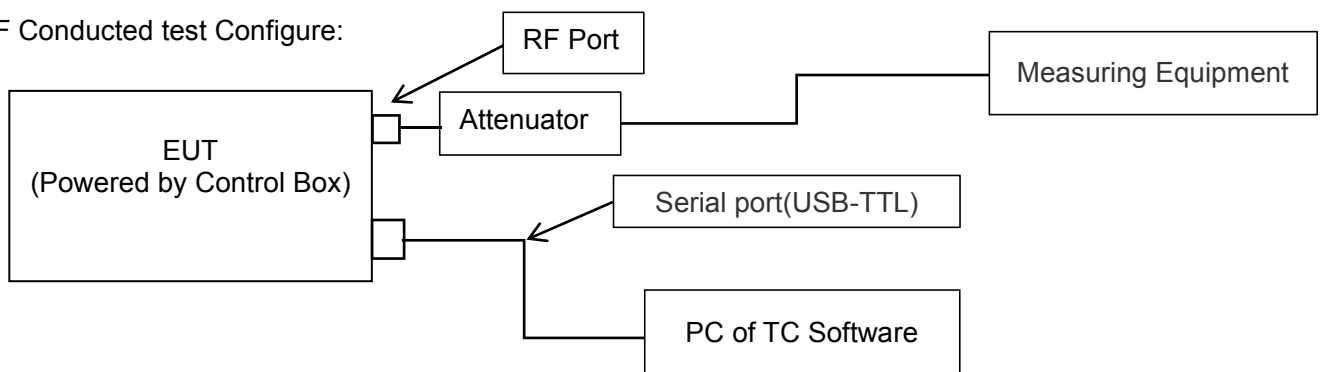 F Conducted test Configure:
RF Port
Measuring Equipment
Attenuator
EUT
(Powered by Control Box)
Serial port(USB-TTL)
PC of TC Software